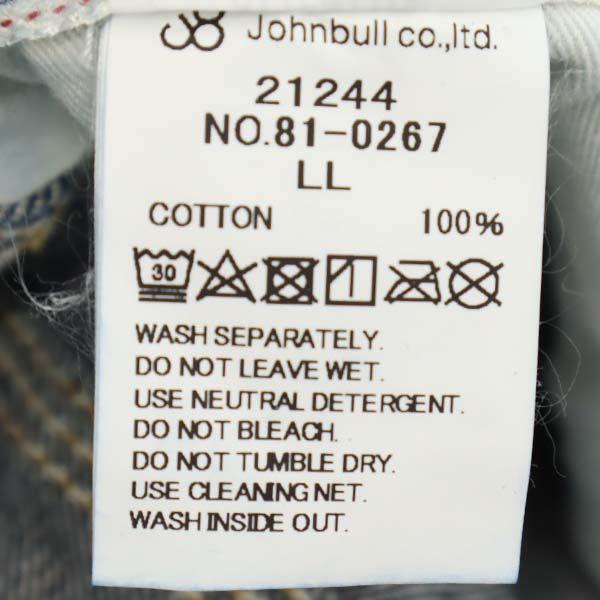 Johnbull co.,ltd.
21244
NO.81-0267
LL
COTTON 100%
30
WASH SEPARATELY.
DO NOT LEAVE WET.
USE NEUTRAL DETERGENT.
DO NOT BLEACH.
DO NOT TUMBLE DRY.
USE CLEANING NET.
WASH INSIDE OUT.